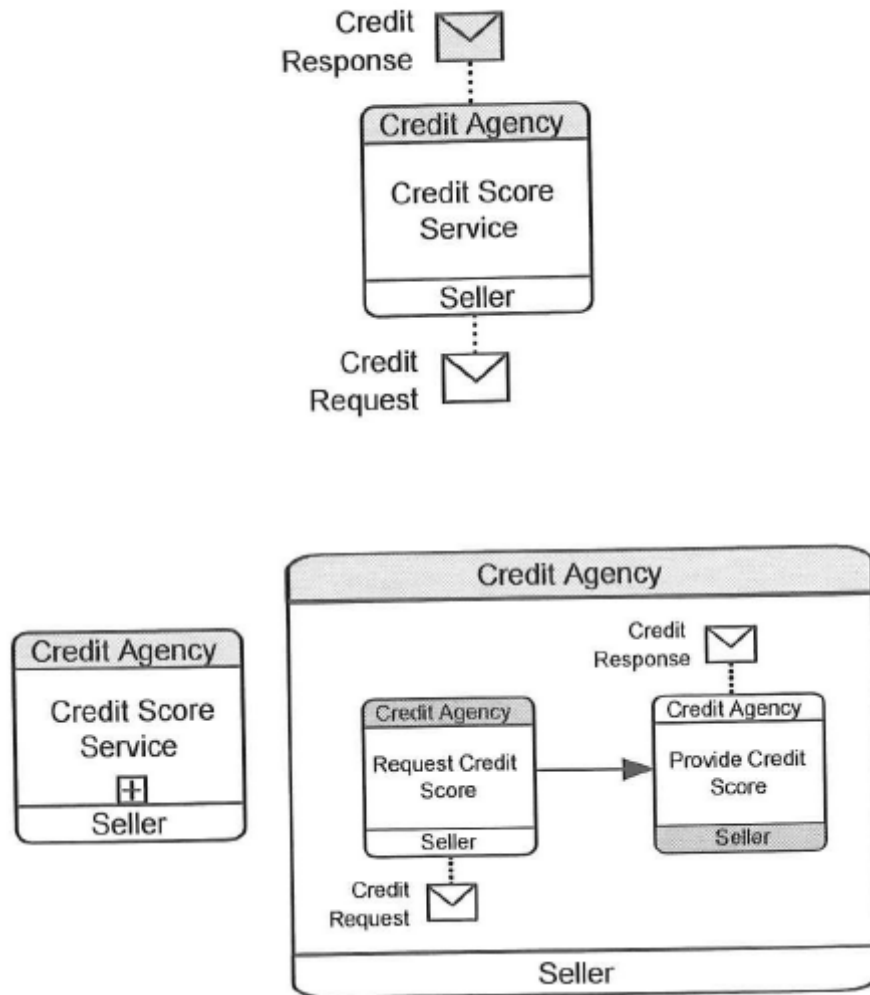 Credit
Response
Credit Agency
Credit Score
Service
Seller
Credit
Request
Credit Agency
Credit Score
Service
Seller
Credit Agency
Credit
Response
Credit Agency
Request Credit
Score
Seller
Credit Agency
Provide Credit
Score
Seller
Credit
Request
Seller